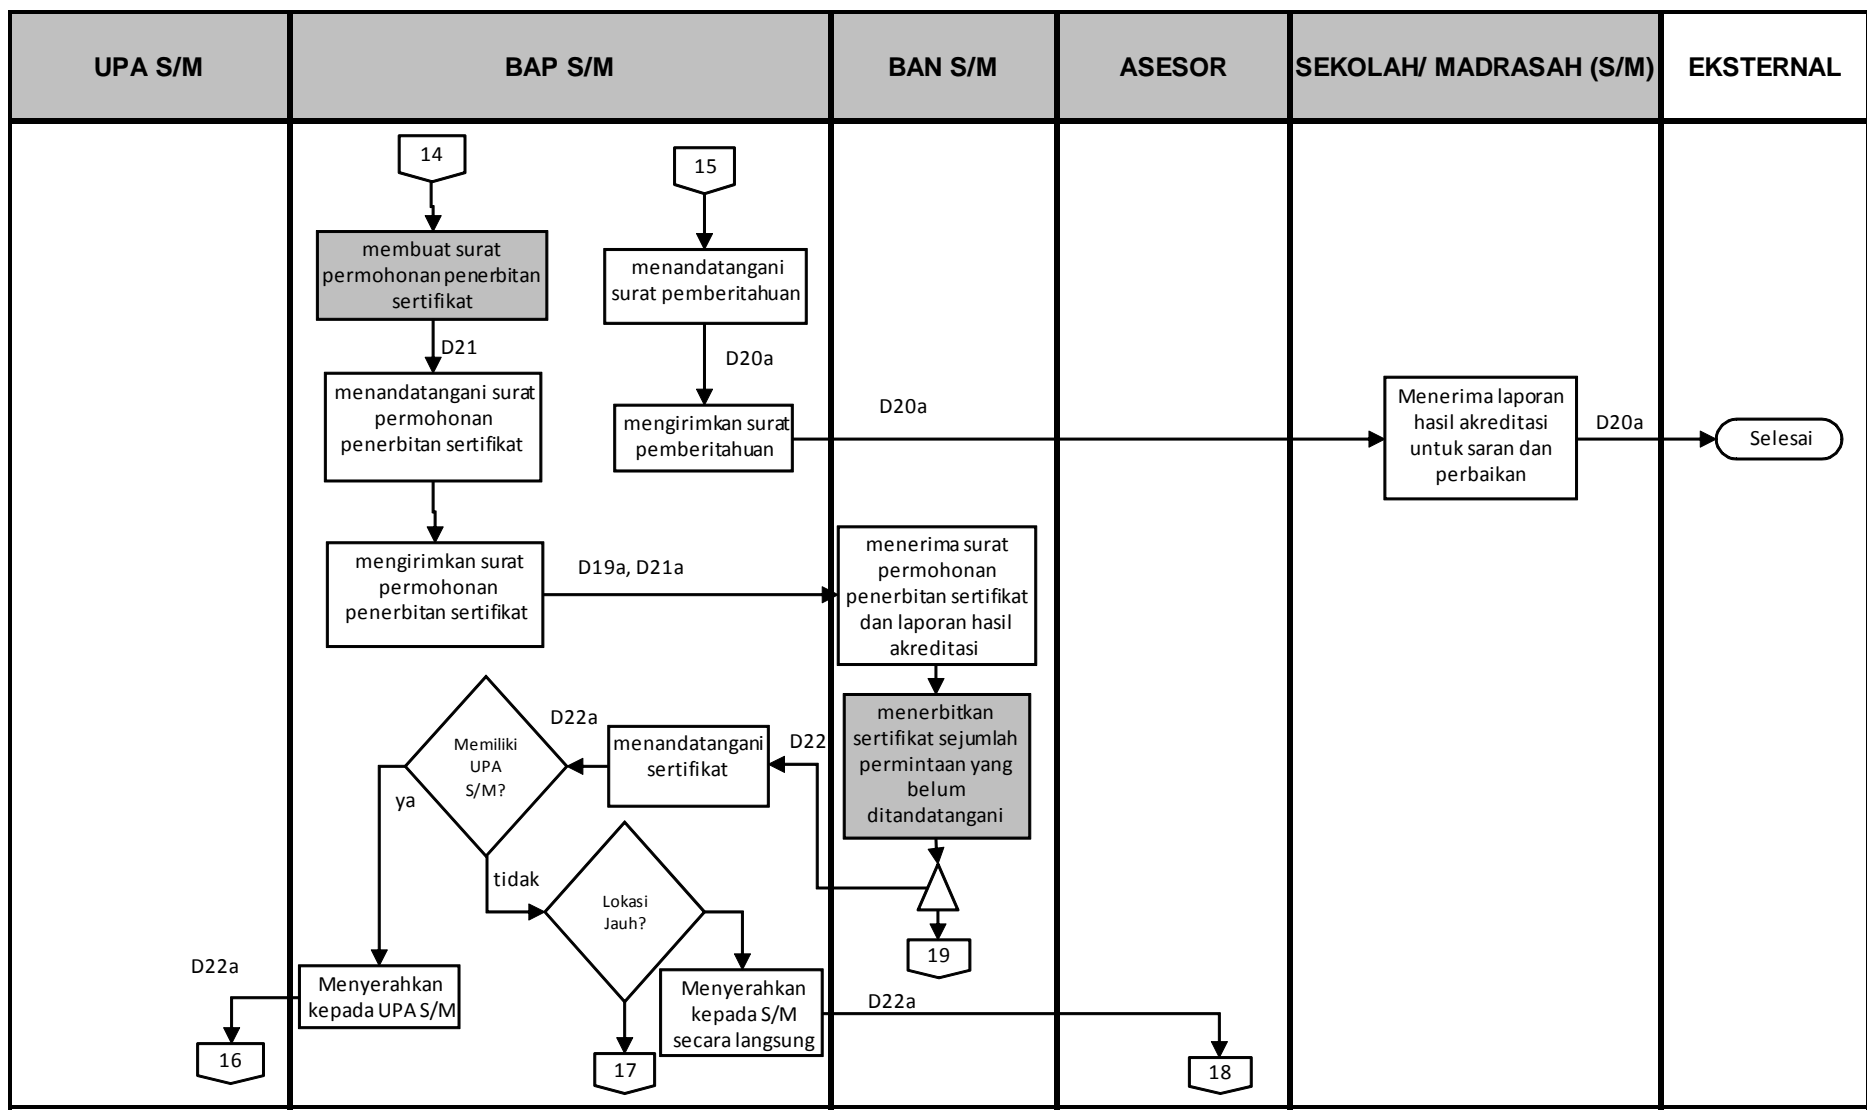 UPA S/M
BAP S/M
BAN S/M
ASESOR
SEKOLAH/ MADRASAH (S/M)
EKSTERNAL
14
15
membuat surat
permohonan penerbitan
sertifikat
menandatangani
surat pemberitahuan
D21
D20a
menandatangani surat
permohonan
penerbitan sertifikat
mengirimkan surat
pemberitahuan
D20a
Menerima laporan
hasil akreditasi
untuk saran dan
perbaikan
D20a
Selesai
mengirimkan surat
permohonan
penerbitan sertifikat
D19a, D21a
menerima surat
permohonan
penerbitan sertifikat
dan laporan hasil
akreditasi
menerbitkan
sertifikat sejumlah
permintaan yang
belum
ditandatangani
D22
menandatangani
sertifikat
D22a
Memiliki
UPA
S/M?
ya
tidak
Lokasi
Jauh?
19
D22a
Menyerahkan
kepada UPA S/M
Menyerahkan
kepada S/M
secara langsung
D22a
16
17
18